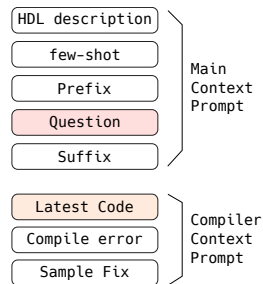 HDL description
few-shot
Prefix
Question
Suffix
Main
Context
Prompt
Latest Code
Compile error
Sample Fix
Compiler
Context
Prompt